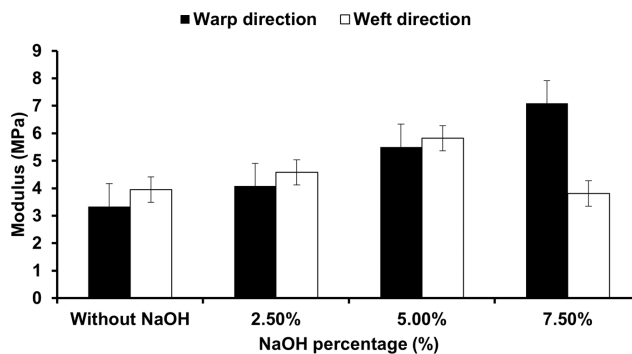 Warp direction Weft direction
9
8
7
6
5
4
3
2
1
0
Modulus (MPa)
Without NaOH 2.50% 5.00% 7.50%
NaOH percentage (%)